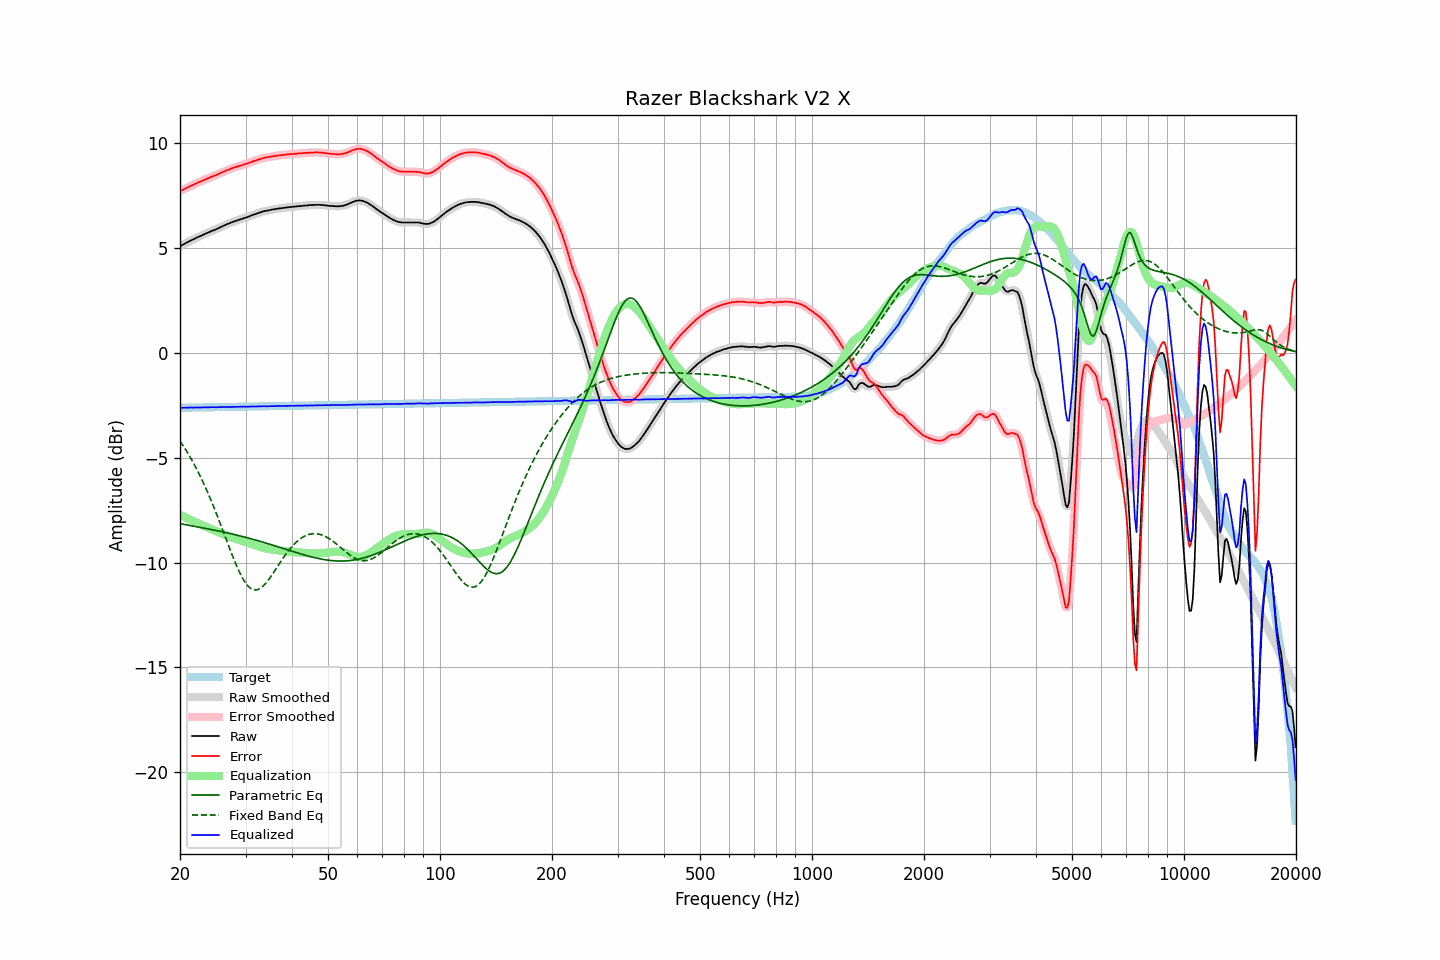 Razer Blackshark V2 X
Amplitude (dBr)
10
5
0
−5
−10
−15
−20
Target
Raw Smoothed
Error Smoothed
Raw
Error
Equalization
Parametric Eq
Fixed Band Eq
Equalized
20 50 100 200 500 1000 2000 5000 10000 20000
Frequency (Hz)